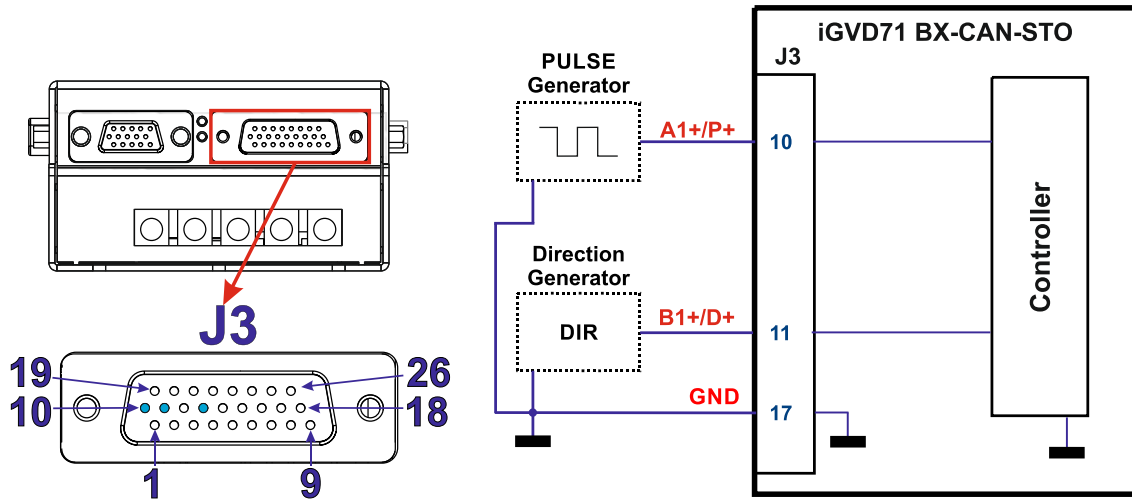 J3
19
26
10
18
1
9
iGVD71 BX-CAN-STO
J3
PULSE
Generator
A1+/P+
10
Direction
Generator
DIR
B1+/D+
11
GND
17
Controller